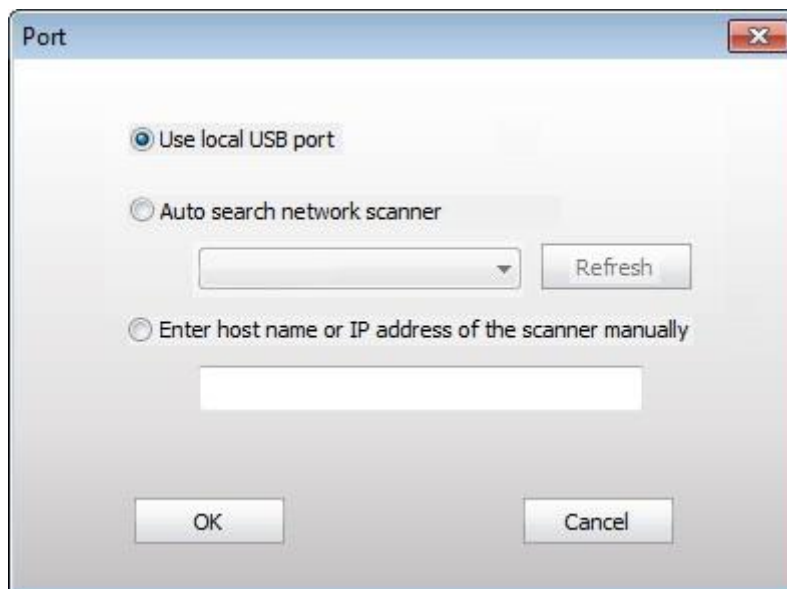 Port
Use local USB port
Auto search network scanner
Refresh
Enter host name or IP address of the scanner manually
OK
Cancel